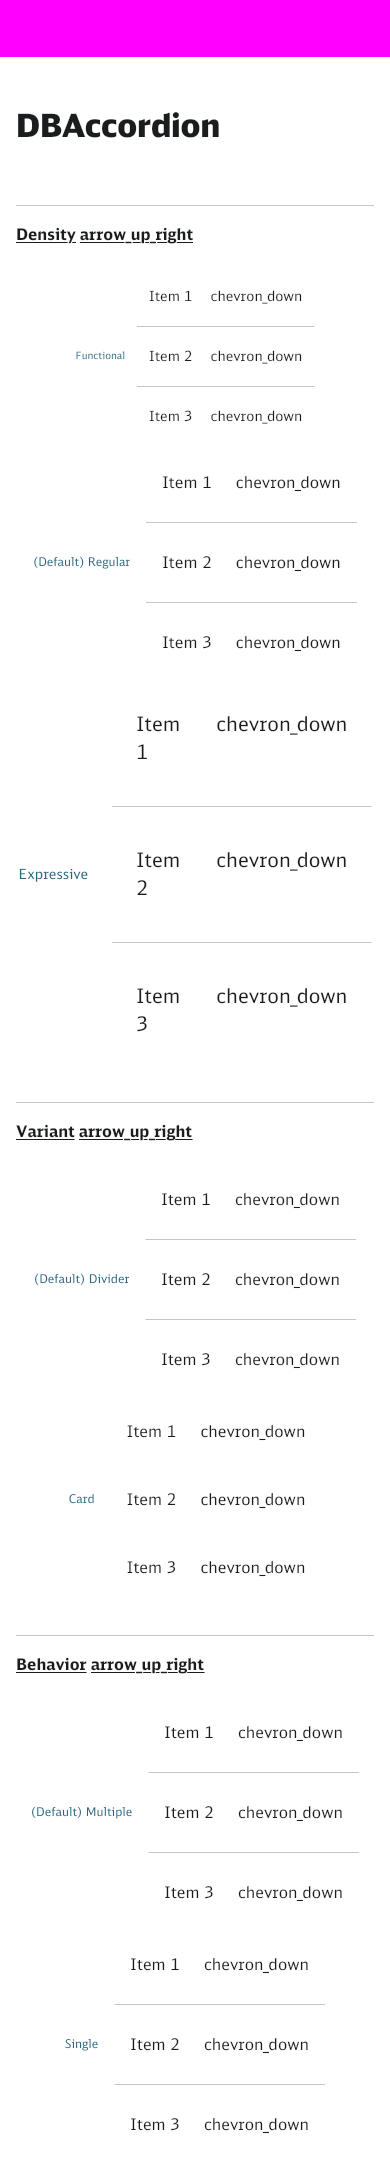 DBAccordion
Density arrow_up_right
Item 1 chevron_down
Functional Item 2 chevron_down
Item 3 chevron_down
Item 1 chevron_down
(Default) Regular Item 2 chevron_down
Item 3 chevron_down
Item chevron_down
1
Expressive
Item chevron_down
2
Item chevron_down
3
Variant arrow_up_right
Item 1 chevron_down
(Default) Divider Item 2 chevron_down
Item 3 chevron_down
Item 1 chevron_down
Card Item 2 chevron_down
Item 3 chevron_down
Behavior arrow_up_right
Item 1 chevron_down
(Default) Multiple Item 2 chevron_down
Item 3 chevron_down
Item 1 chevron_down
Single Item 2 chevron_down
Item 3 chevron_down